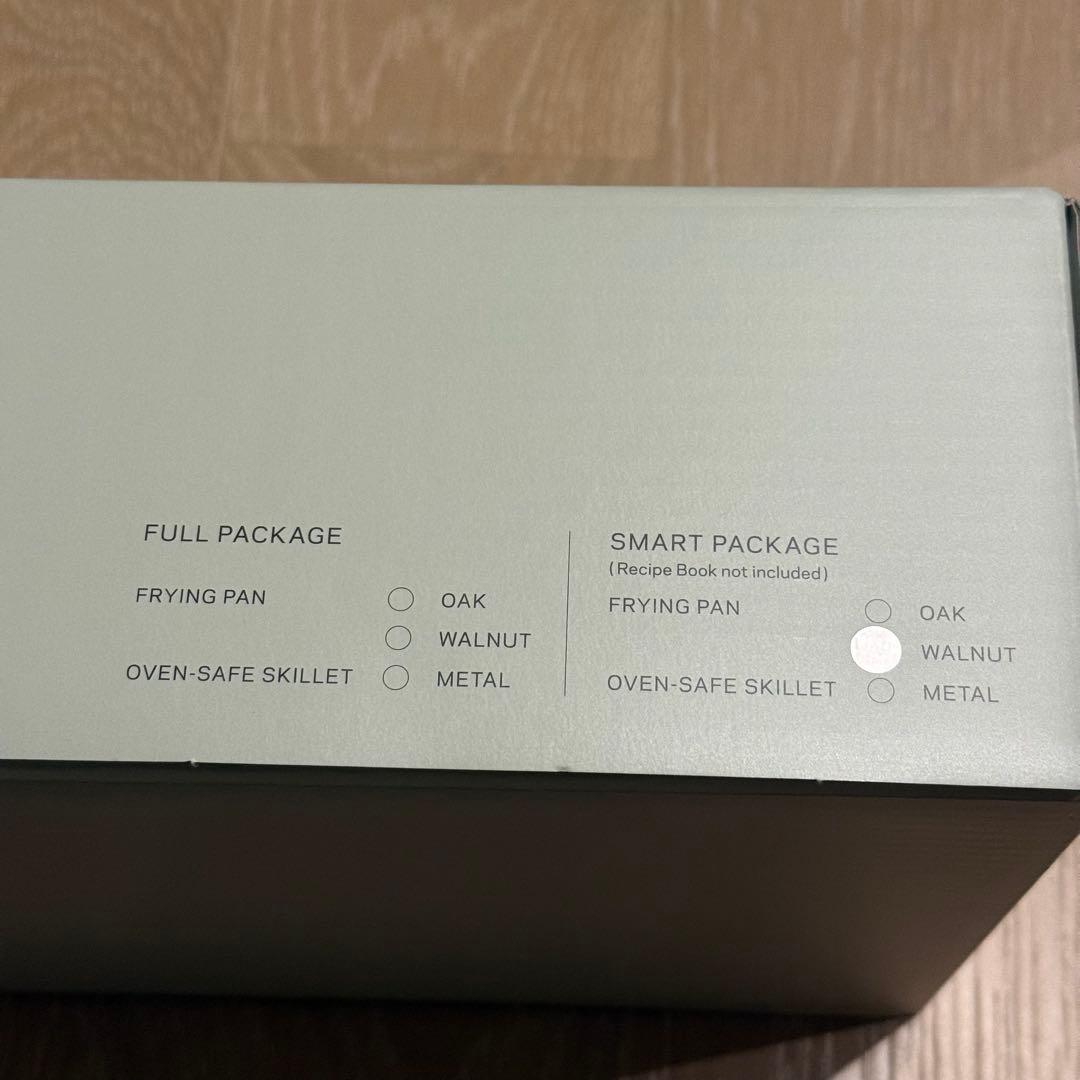 FULL PACKAGE
FRYING PAN OAK
WALNUT
OVEN-SAFE SKILLET METAL
SMART PACKAGE
(Recipe Book not included)
FRYING PAN OAK
WALNUT
OVEN-SAFE SKILLET METAL